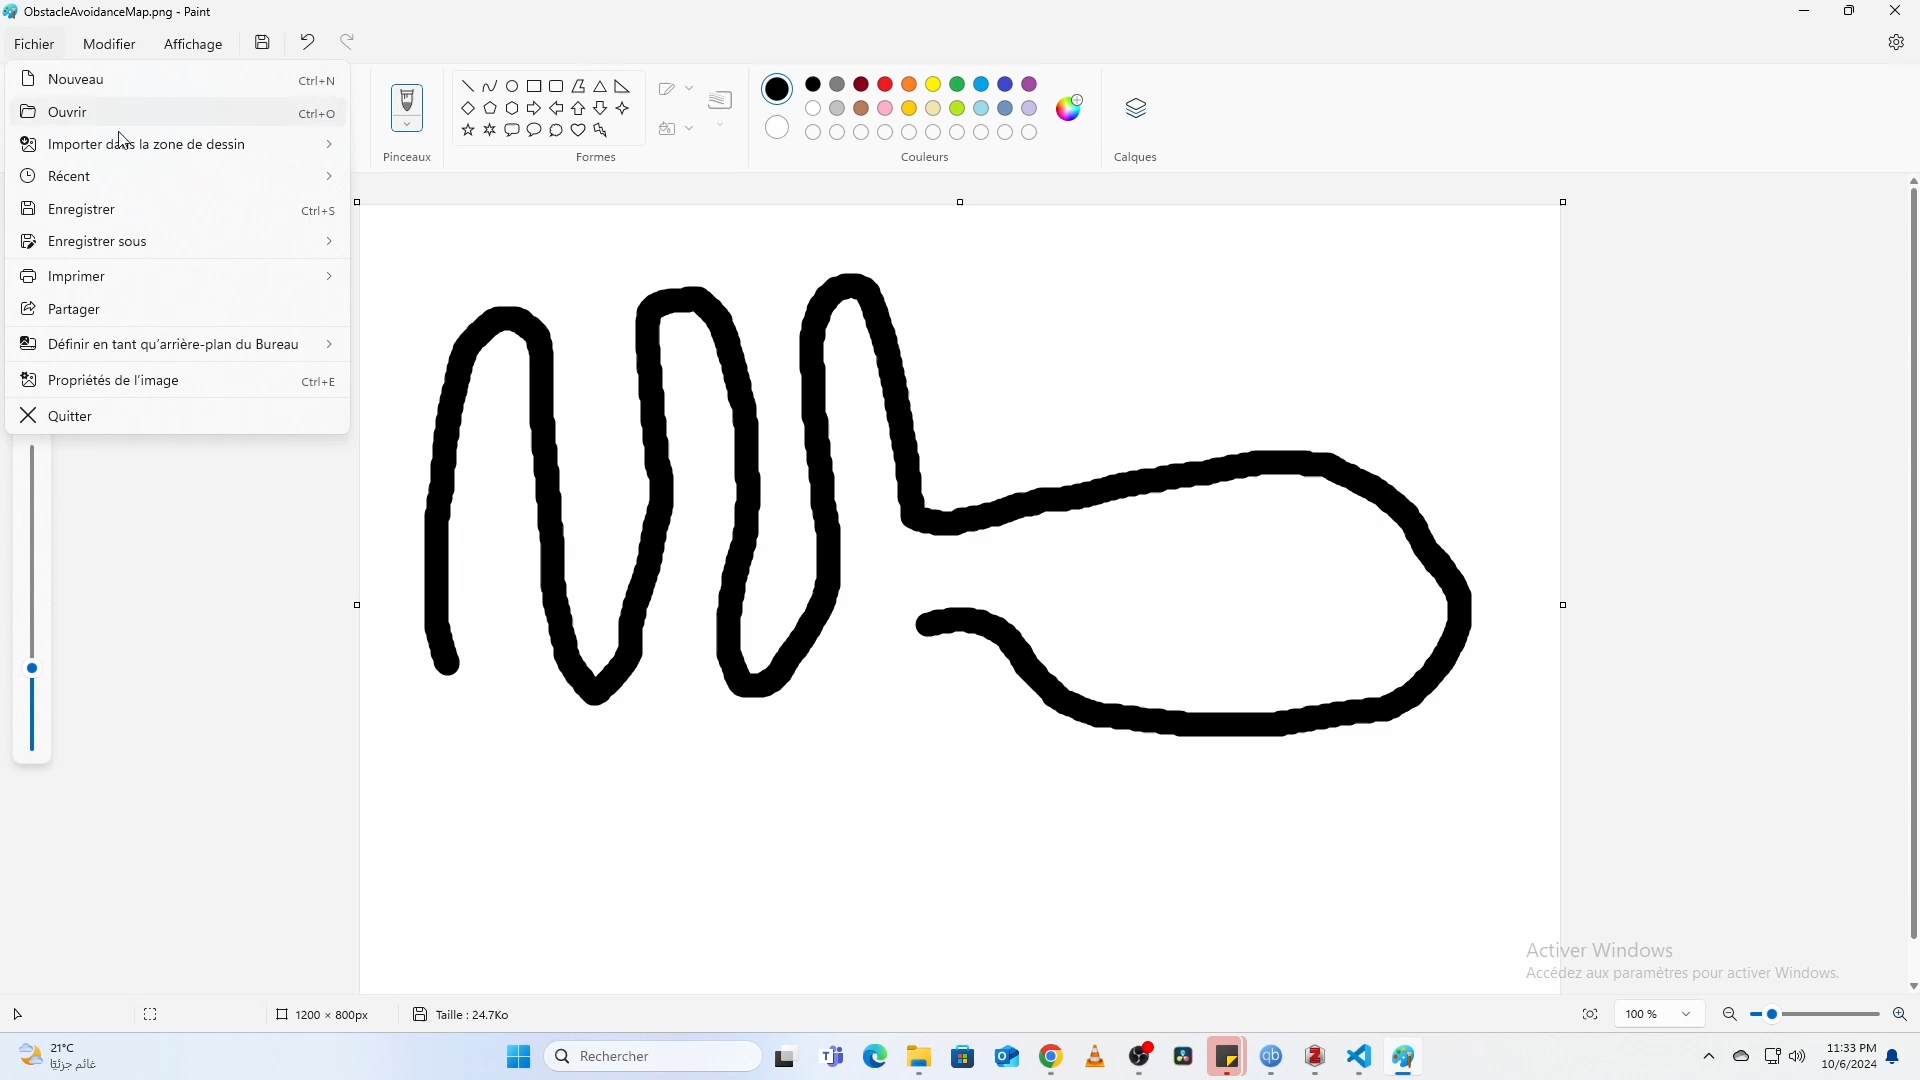 ObstacleAvoidanceMap.png - Paint
Fichier Modifier Affichage
Nouveau Ctrl+N
Ouvrir Ctrl+O
Importer dans la zone de dessin
Récent
Enregistrer Ctrl+S
Enregistrer sous
Imprimer
Partager
Définir en tant qu'arrière-plan du Bureau
Propriétés de l'image Ctrl+E
Quitter
Pinceaux Formes Couleurs Calques
Activer Windows
Accédez aux paramètres pour activer Windows.
1200 × 800px Taille : 24.7Ko 100 %
21°C
غائم جزئيًا
Rechercher
qb
11:33 PM
10/6/2024